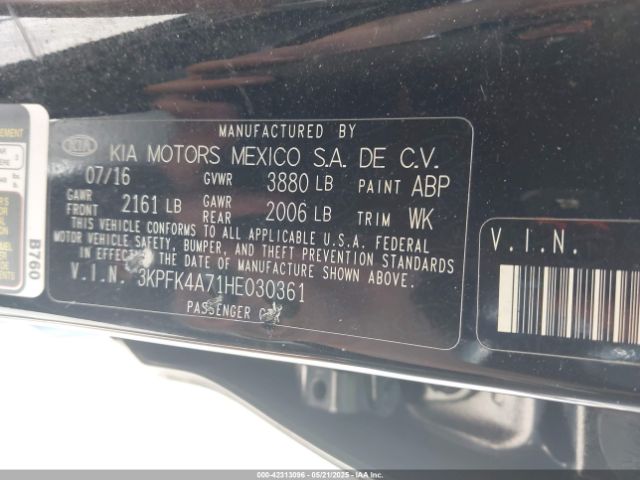 MANUFACTURED BY
KIA KIA MOTORS MEXICO S.A. DE C.V.
07/16 GVWR 3880 LB PAINT ABP
GAWR FRONT 2161 LB GAWR REAR 2006 LB TRIM WK
THIS VEHICLE CONFORMS TO ALL APPLICABLE U.S.A. FEDERAL
MOTOR VEHICLE SAFETY, BUMPER, AND THEFT PREVENTION STANDARDS
IN EFFECT ON THE DATE OF MANUFACTURE SHOWN ABOVE.
V.I.N. 3KPFK4A71HE030361
PASSENGER CAR
V.I.N.
B760
000-42313096 - 05/21/2025 - IAAI.COM